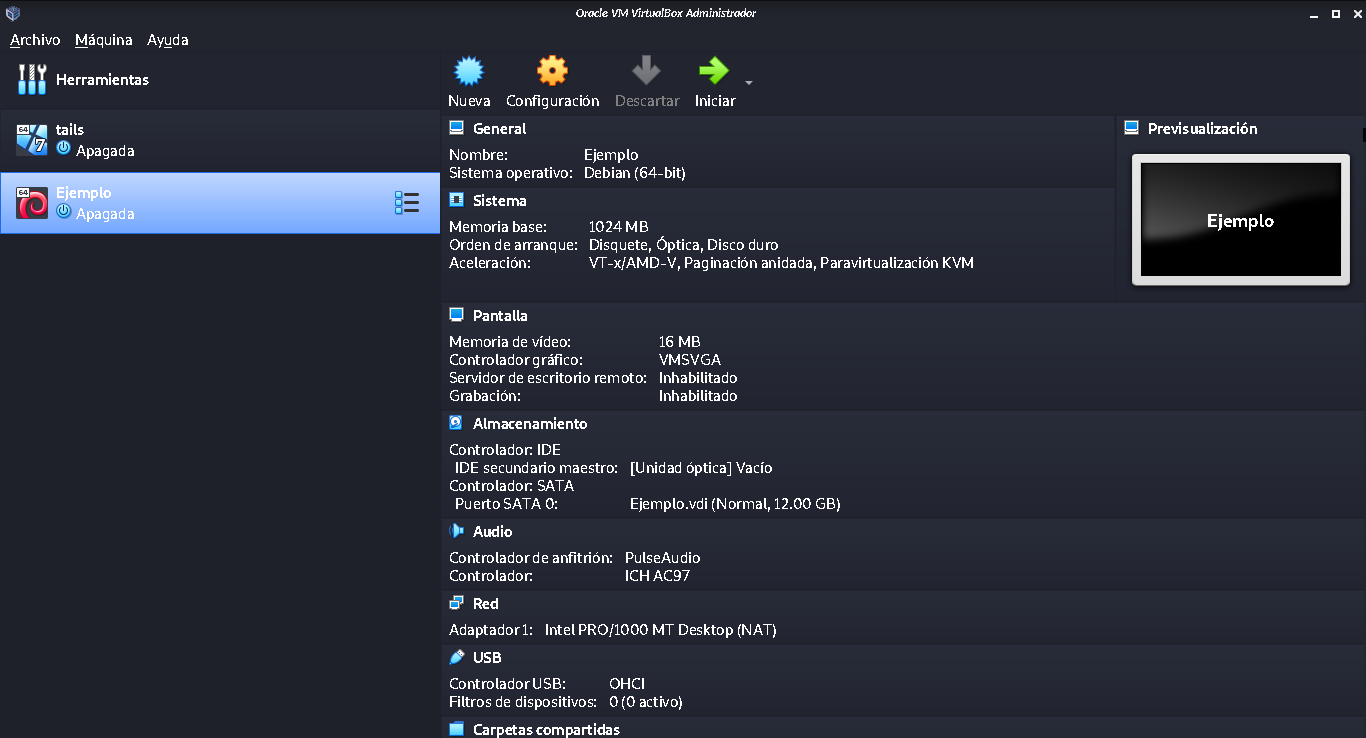 Oracle VM VirtualBox Administrador
Archivo Máquina Ayuda
Herramientas
64
7
tails
Apagada
64
Ejemplo
Apagada
Nueva Configuración Descartar Iniciar
General
Nombre: Ejemplo
Sistema operativo: Debian (64-bit)
Sistema
Memoria base: 1024 MB
Orden de arranque: Disquete, Óptica, Disco duro
Aceleración: VT-x/AMD-V, Paginación anidada, Paravirtualización KVM
Previsualización
Ejemplo
Pantalla
Memoria de vídeo: 16 MB
Controlador gráfico: VMSVGA
Servidor de escritorio remoto: Inhabilitado
Grabación: Inhabilitado
Almacenamiento
Controlador: IDE
IDE secundario maestro: [Unidad óptica] Vacío
Controlador: SATA
Puerto SATA 0: Ejemplo.vdi (Normal, 12.00 GB)
Audio
Controlador de anfitrión: PulseAudio
Controlador: ICH AC97
Red
Adaptador 1: Intel PRO/1000 MT Desktop (NAT)
USB
Controlador USB: OHCI
Filtros de dispositivos: 0 (0 activo)
Carpetas compartidas